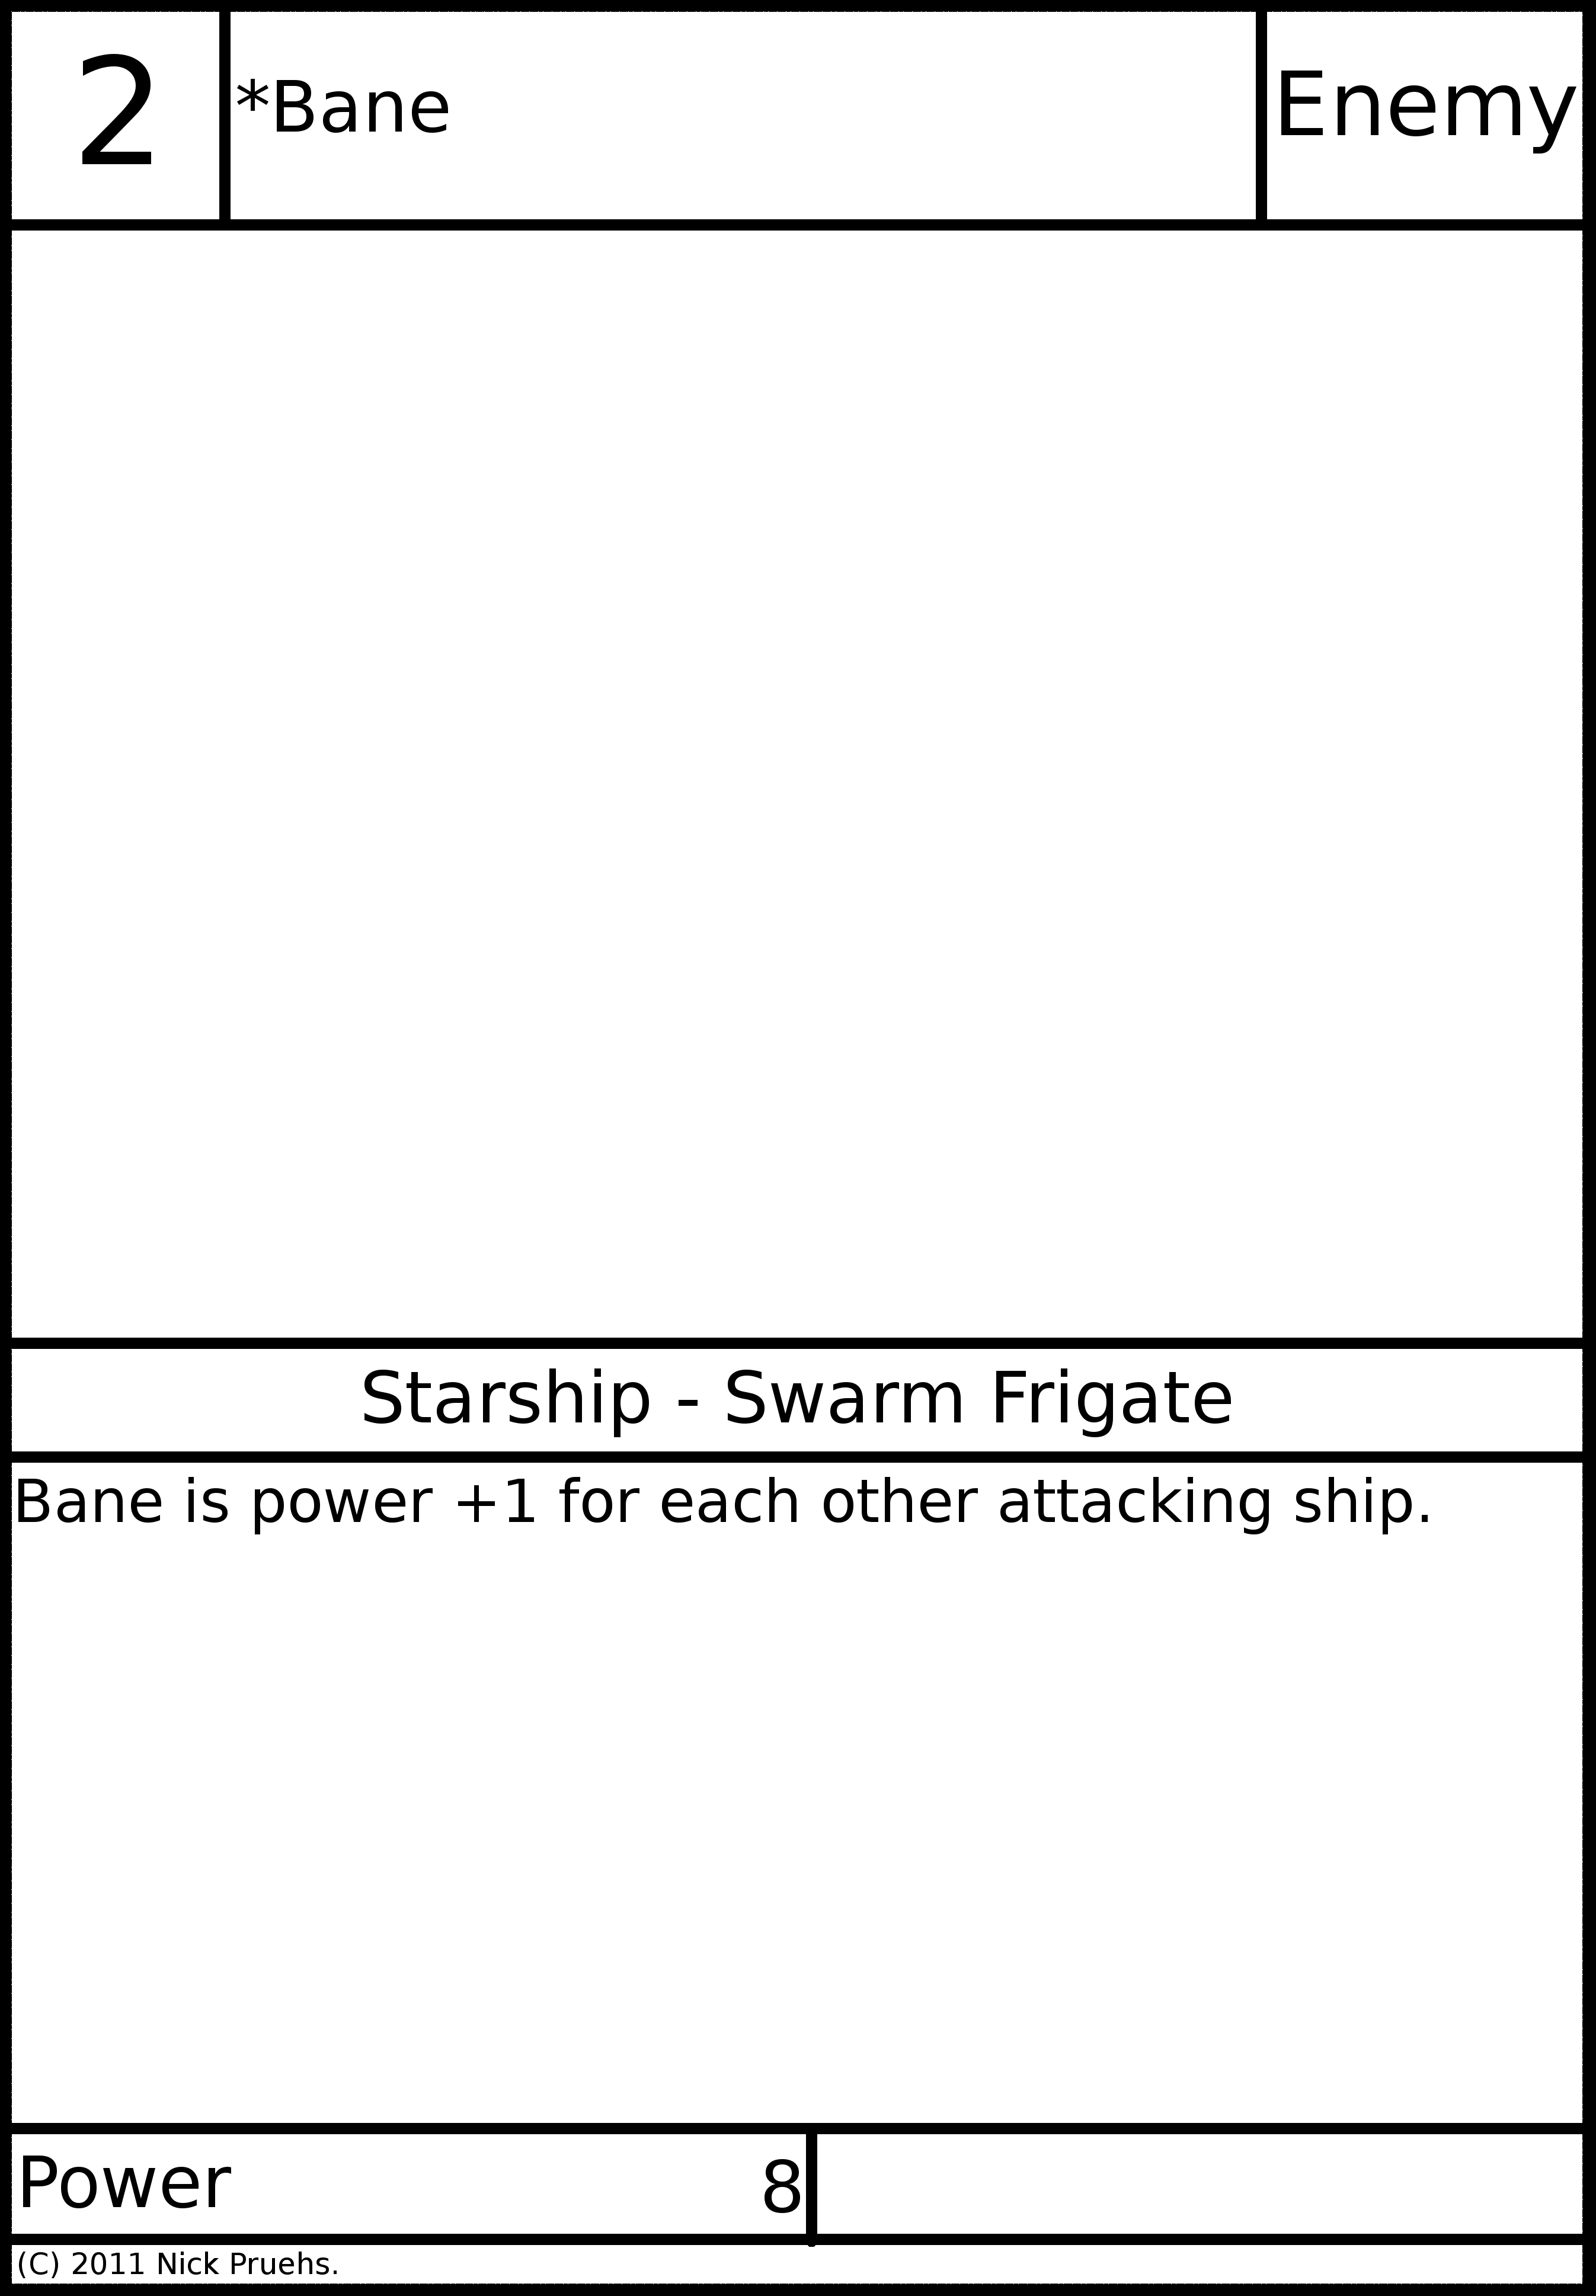 2
*Bane
Enemy
Starship - Swarm Frigate
Bane is power +1 for each other attacking ship.
Power
8
(C) 2011 Nick Pruehs.